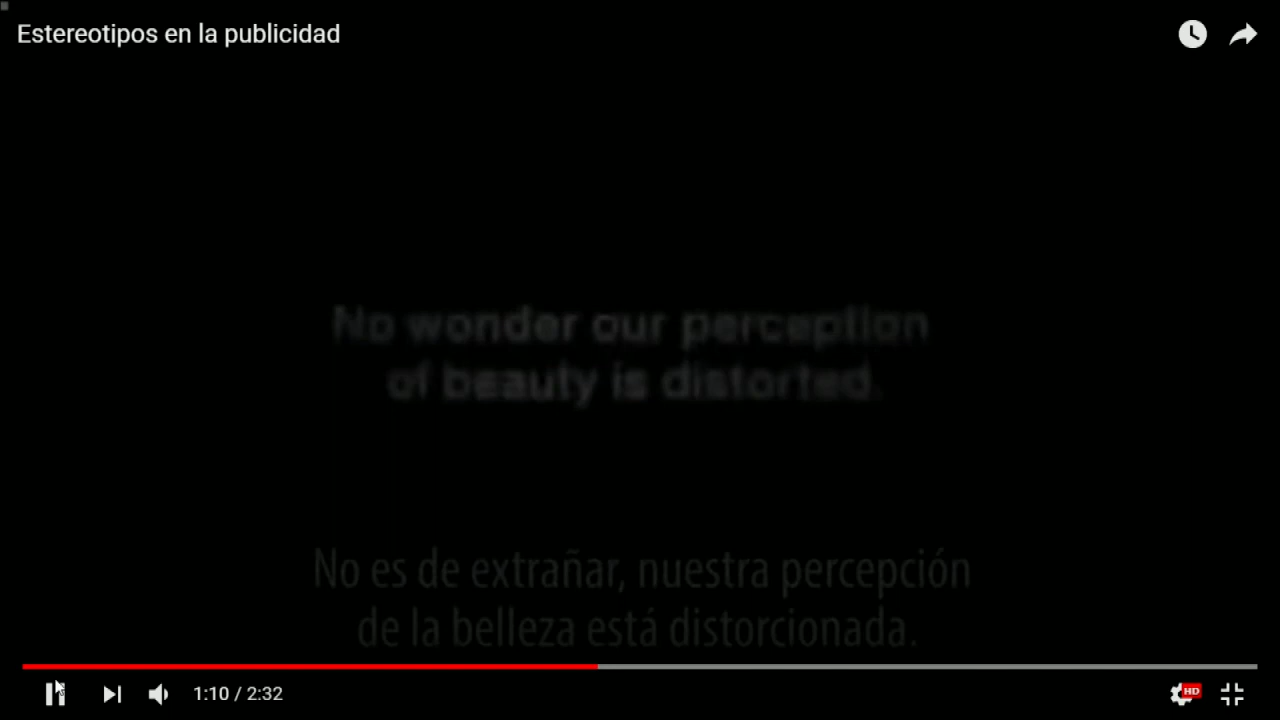 Estereotipos en la publicidad
No wonder our perception
of beauty is distorted.
No es de extrañar, nuestra percepción
de la belleza está distorcionada.
1:10 / 2:32
HD